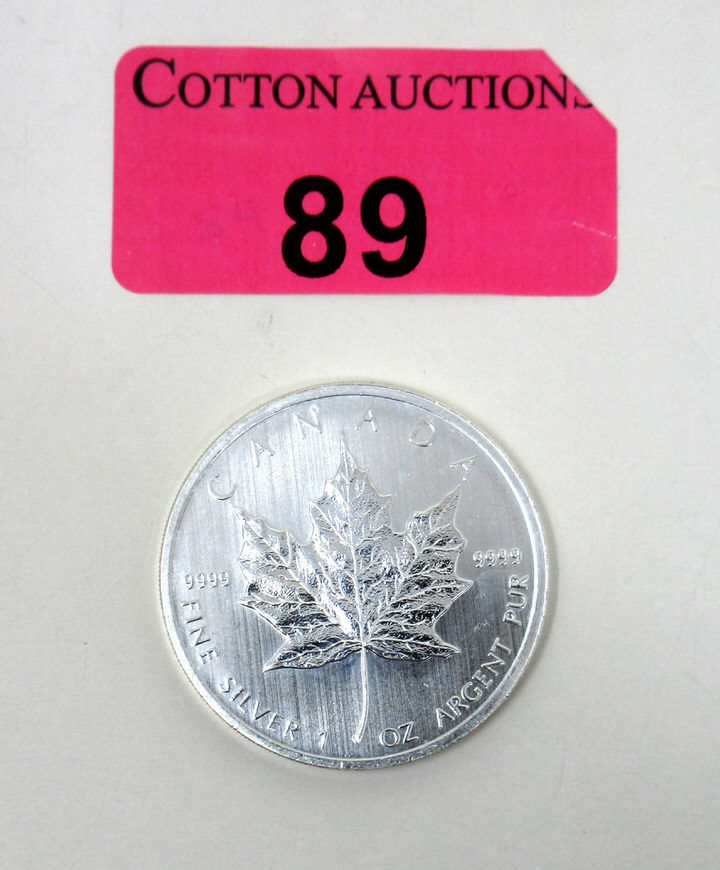 COTTON AUCTIONS
89
CANADA
9999 9999
FINE SILVER 1 OZ ARGENT PUR